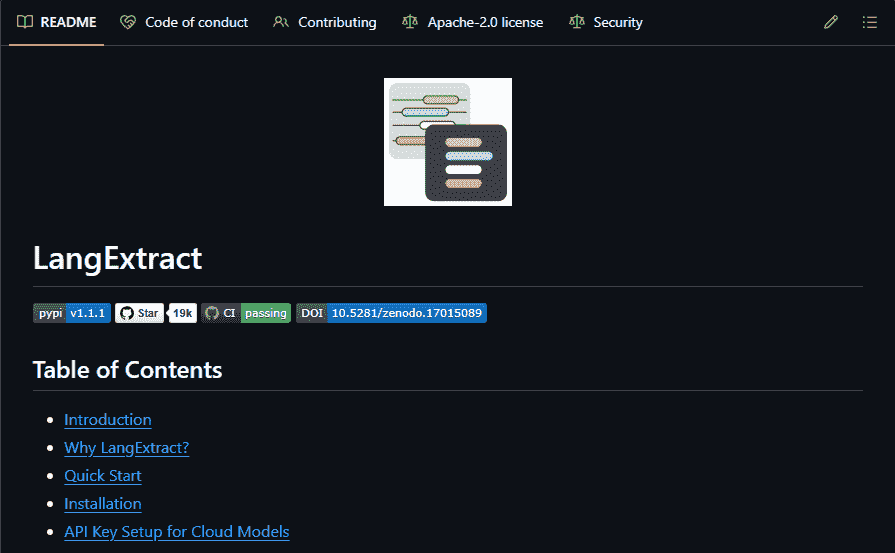 README Code of conduct Contributing Apache-2.0 license Security
LangExtract
pypi v1.1.1 Star 19k CI passing DOI 10.5281/zenodo.17015089
Table of Contents
Introduction
Why LangExtract?
Quick Start
Installation
API Key Setup for Cloud Models